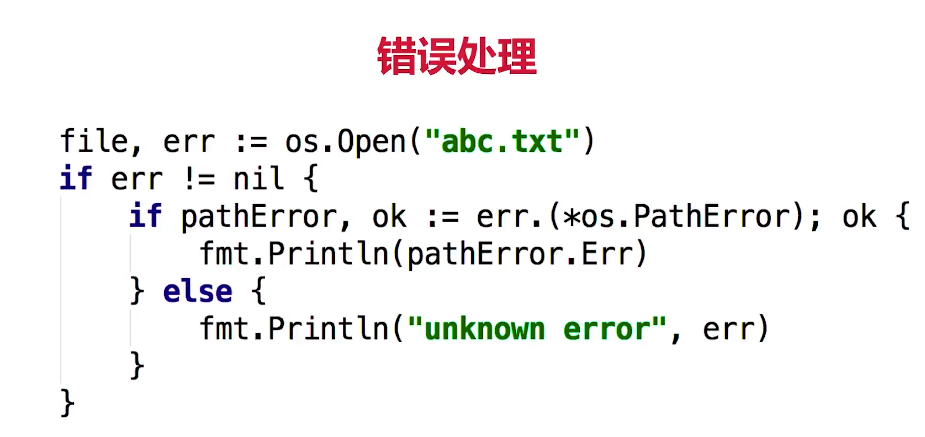 错误处理
file, err := os.Open("abc.txt")
if err != nil {
    if pathError, ok := err.(*os.PathError); ok {
        fmt.Println(pathError.Err)
    } else {
        fmt.Println("unknown error", err)
    }
}